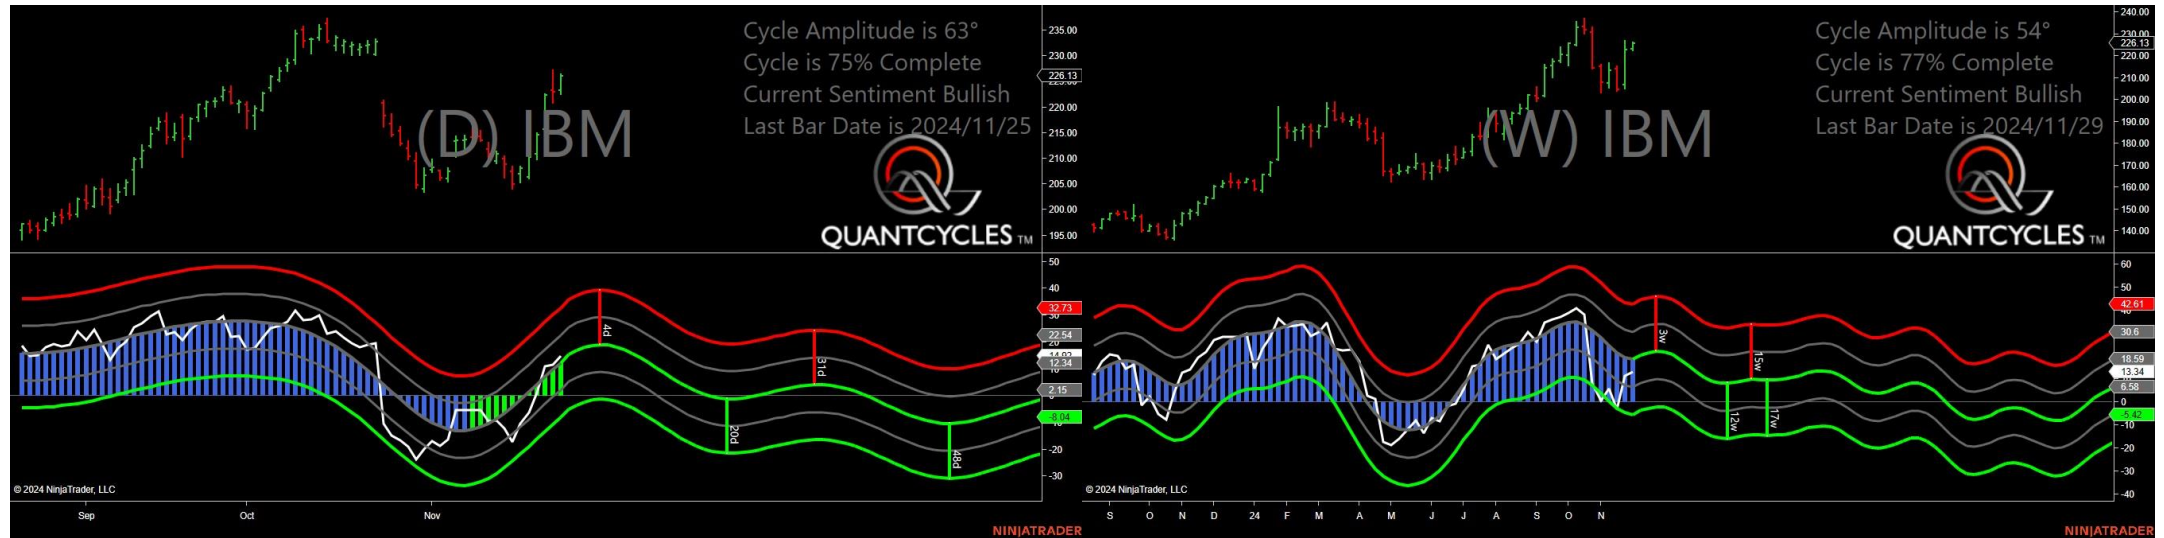 Cycle Amplitude is 63°
Cycle is 75% Complete
Current Sentiment Bullish
Last Bar Date is 2024/11/25
(D) IBM
QUANTCYCLES TM
235.00
230.00
226.13
220.00
215.00
210.00
205.00
200.00
195.00
50
40
32.73
22.54
12.34
2.15
-8.04
-20
-30
4d
20d
31d
48d
© 2024 NinjaTrader, LLC
Sep Oct Nov
NINJATRADER
Cycle Amplitude is 54°
Cycle is 77% Complete
Current Sentiment Bullish
Last Bar Date is 2024/11/29
(W) IBM
QUANTCYCLES TM
240.00
230.00
226.13
220.00
210.00
200.00
190.00
180.00
170.00
160.00
150.00
140.00
60
50
42.61
30.6
18.59
13.34
6.58
0
-5.42
-10
-20
-30
-40
3w
12w
15w
17w
© 2024 NinjaTrader, LLC
S O N D 24 F M A M J J A S O N
NINJATRADER